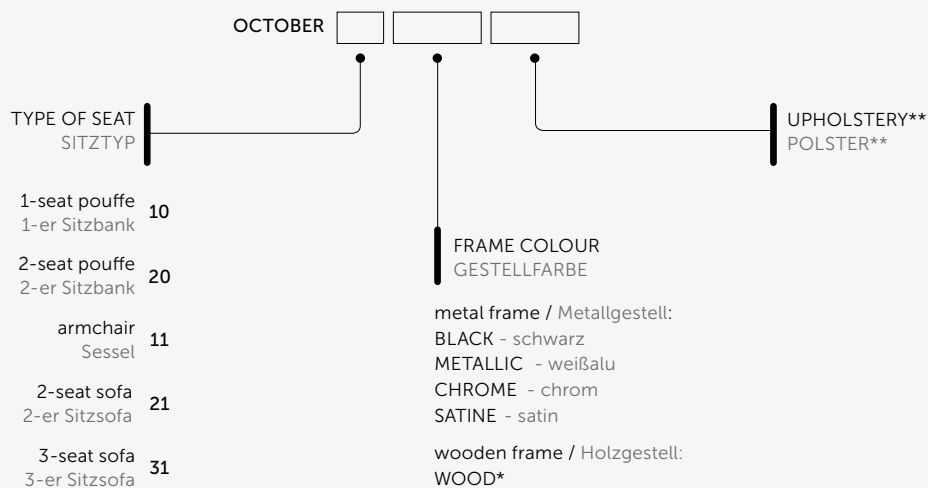 OCTOBER
TYPE OF SEAT
SITZTYP
1-seat pouffe 10
1-er Sitzbank
2-seat pouffe 20
2-er Sitzbank
armchair 11
Sessel
2-seat sofa 21
2-er Sitzsofa
3-seat sofa 31
3-er Sitzsofa
FRAME COLOUR
GESTELLFARBE
metal frame / Metallgestell:
BLACK - schwarz
METALLIC - weißalu
CHROME - chrom
SATINE - satin
wooden frame / Holzgestell:
WOOD*
UPHOLSTERY**
POLSTER**